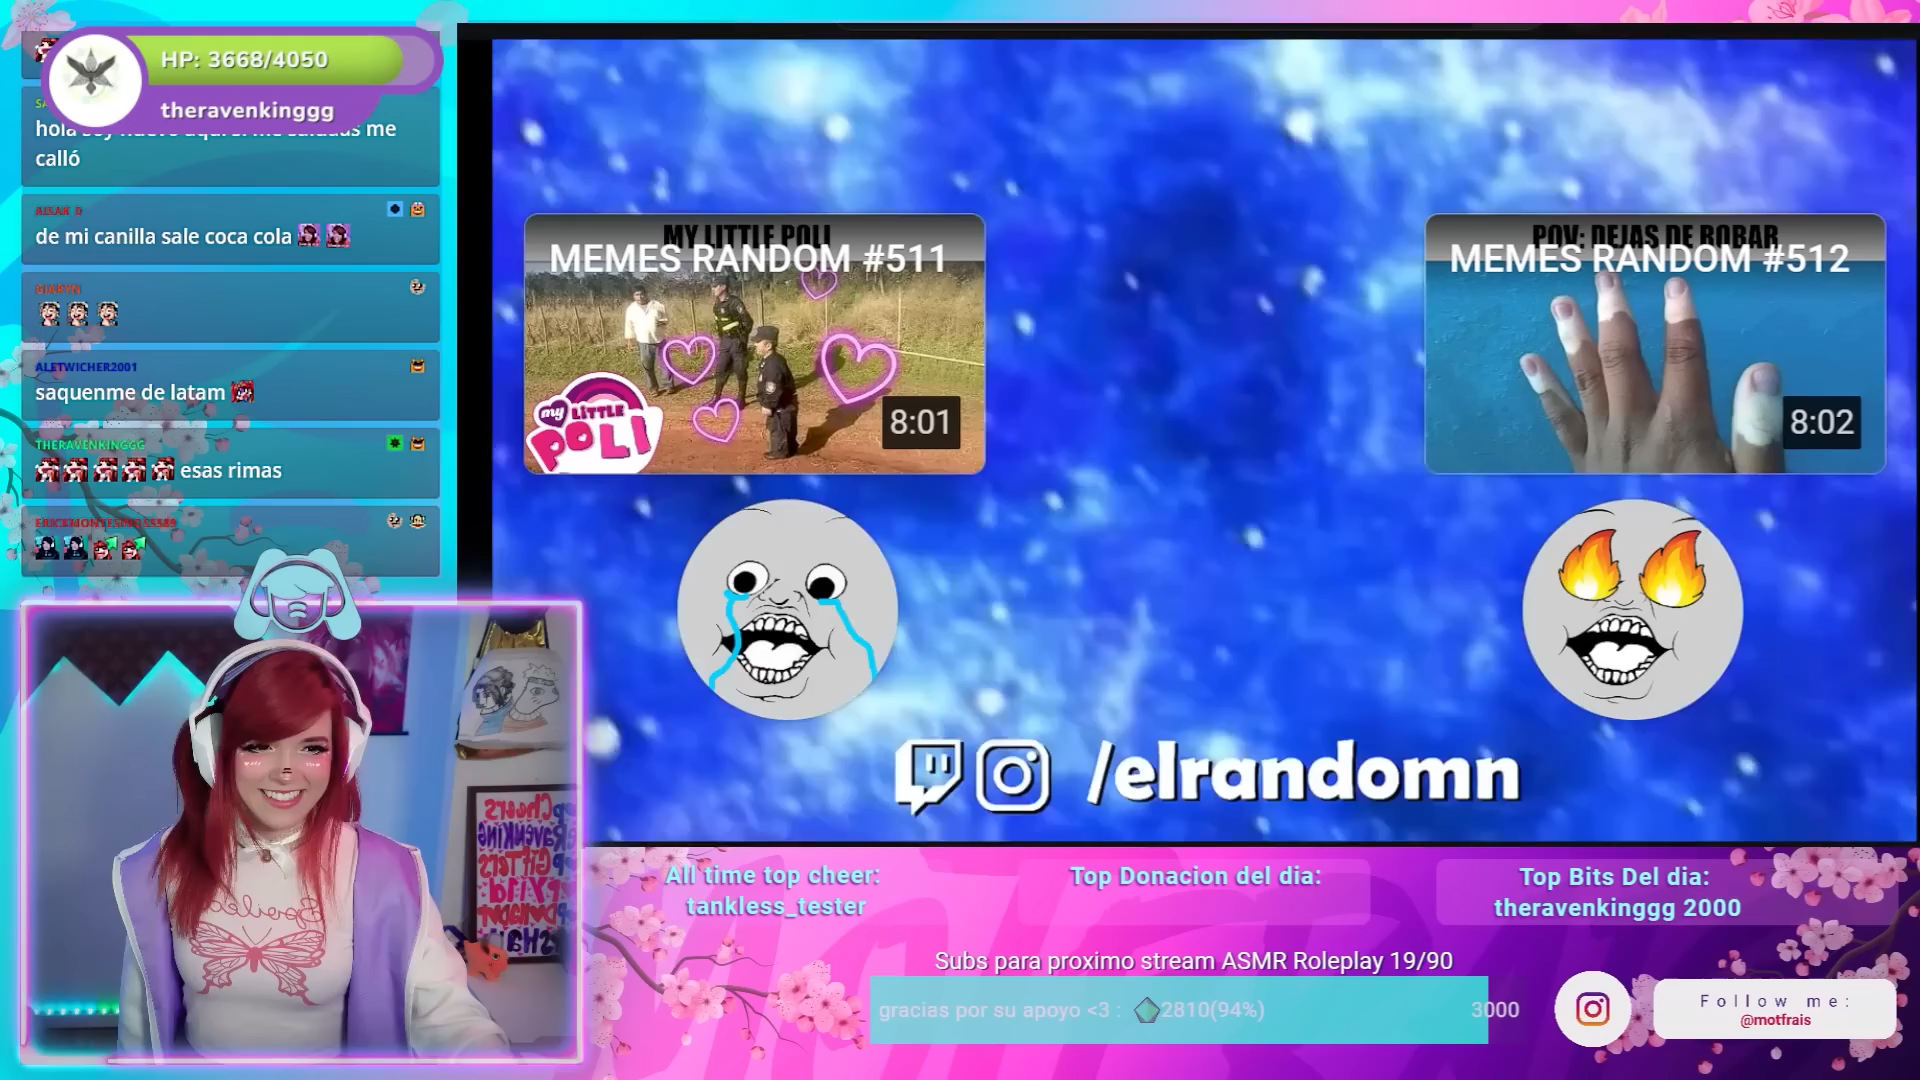 HP: 3668/4050
theravenkinggg
me
calló
de mi canilla sale coca cola
ALETWICHER2001
saquenme de latam
THERAVENKINGGG
esas rimas
MY LITTLE POLI
MEMES RANDOM #511
my LITTLE
POLI
8:01
POV: DEJAS DE ROBAR
MEMES RANDOM #512
8:02
/elrandomn
Cheers
Gifters
All time top cheer:
tankless_tester
Top Donacion del dia:
Top Bits Del dia:
theravenkinggg 2000
Subs para proximo stream ASMR Roleplay 19/90
gracias por su apoyo <3 : 2810(94%)
3000
Follow me:
@motfrais